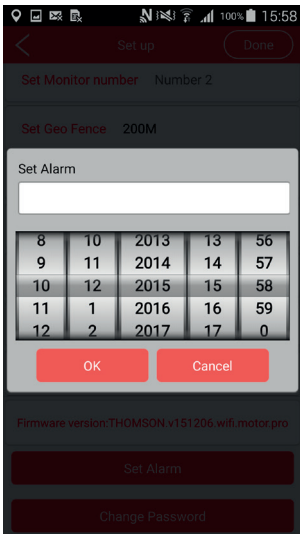 100% 15:58
Set up Done
Set Monitor number Number 2
Set Geo Fence 200M
Set Alarm
8 10 2013 13 56
9 11 2014 14 57
10 12 2015 15 58
11 1 2016 16 59
12 2 2017 17 0
OK Cancel
Firmware version:THOMSON.v151206.wifi.motor.pro
Set Alarm
Change Password